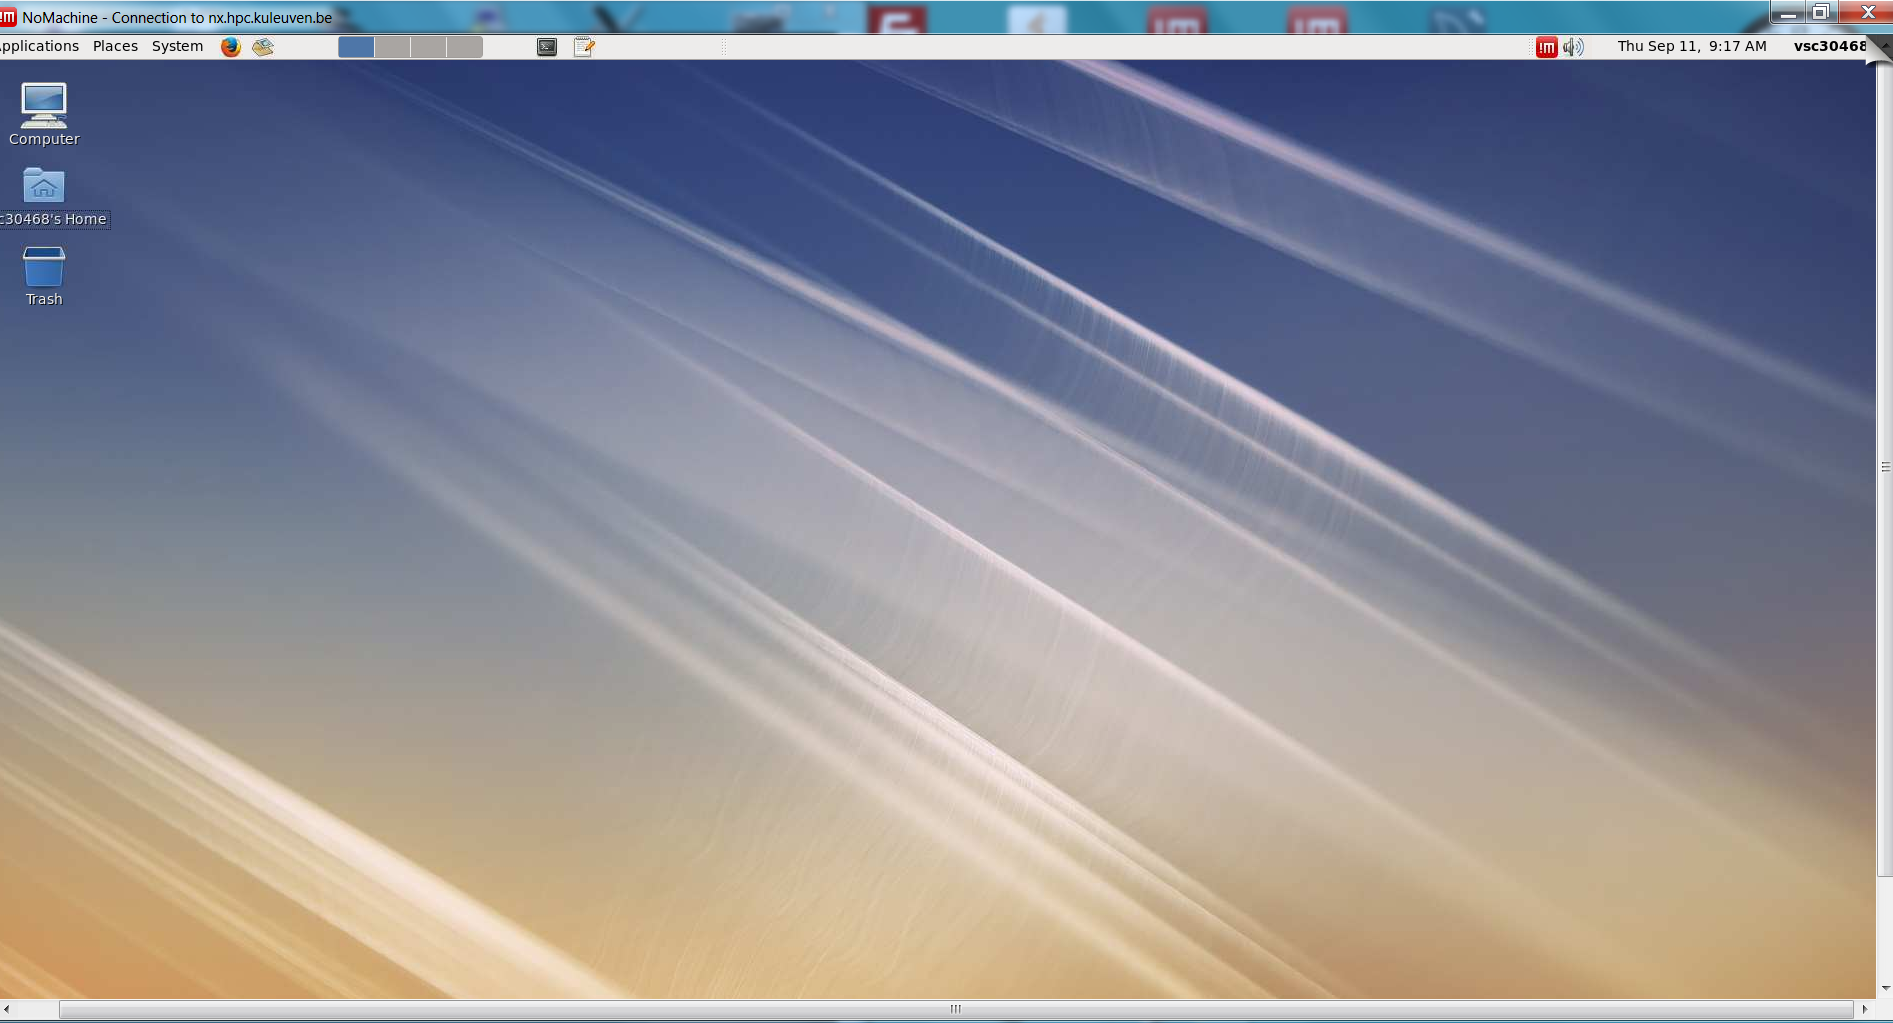 !m NoMachine - Connection to nx.hpc.kuleuven.be
pplications Places System !m Thu Sep 11, 9:17 AM vsc30468
Computer
c30468's Home
Trash